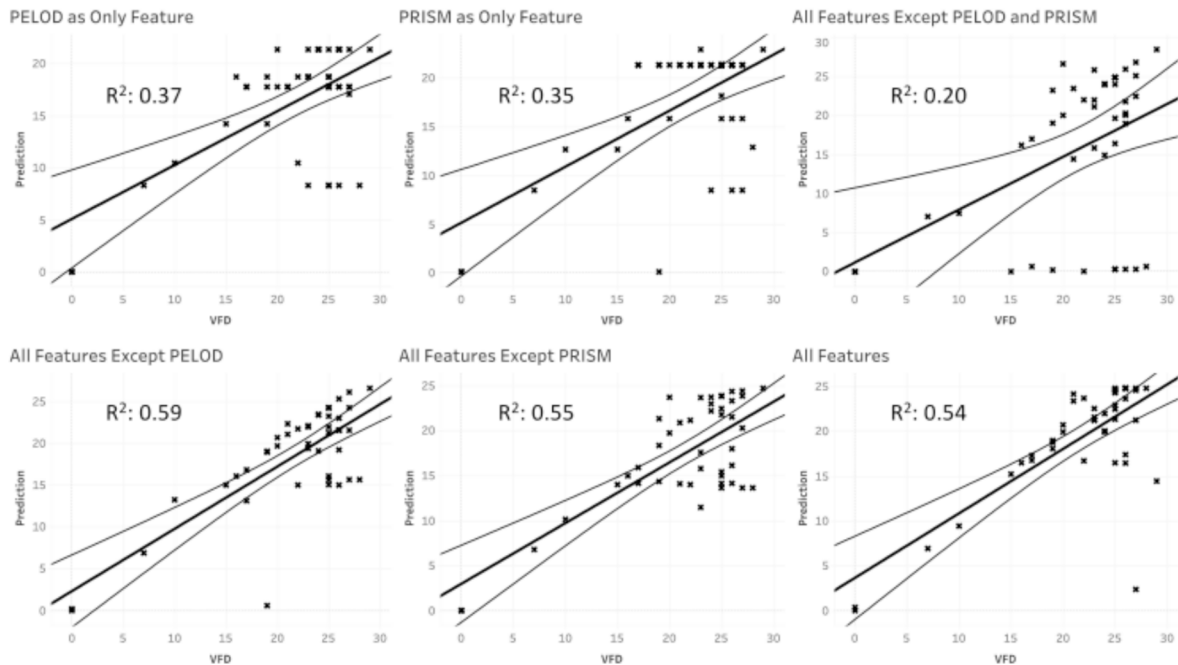 PELOD as Only Feature
PRISM as Only Feature
All Features Except PELOD and PRISM
20
15
10
5
0
Prediction
R²: 0.37
0 5 10 15 20 25 30
VFD
20
15
10
5
0
Prediction
R²: 0.35
0 5 10 15 20 25 30
VFD
30
25
20
15
10
5
0
Prediction
R²: 0.20
0 5 10 15 20 25 30
VFD
All Features Except PELOD
All Features Except PRISM
All Features
25
20
15
10
5
0
Prediction
R²: 0.59
0 5 10 15 20 25 30
VFD
25
20
15
10
5
0
Prediction
R²: 0.55
0 5 10 15 20 25 30
VFD
25
20
15
10
5
0
Prediction
R²: 0.54
0 5 10 15 20 25 30
VFD